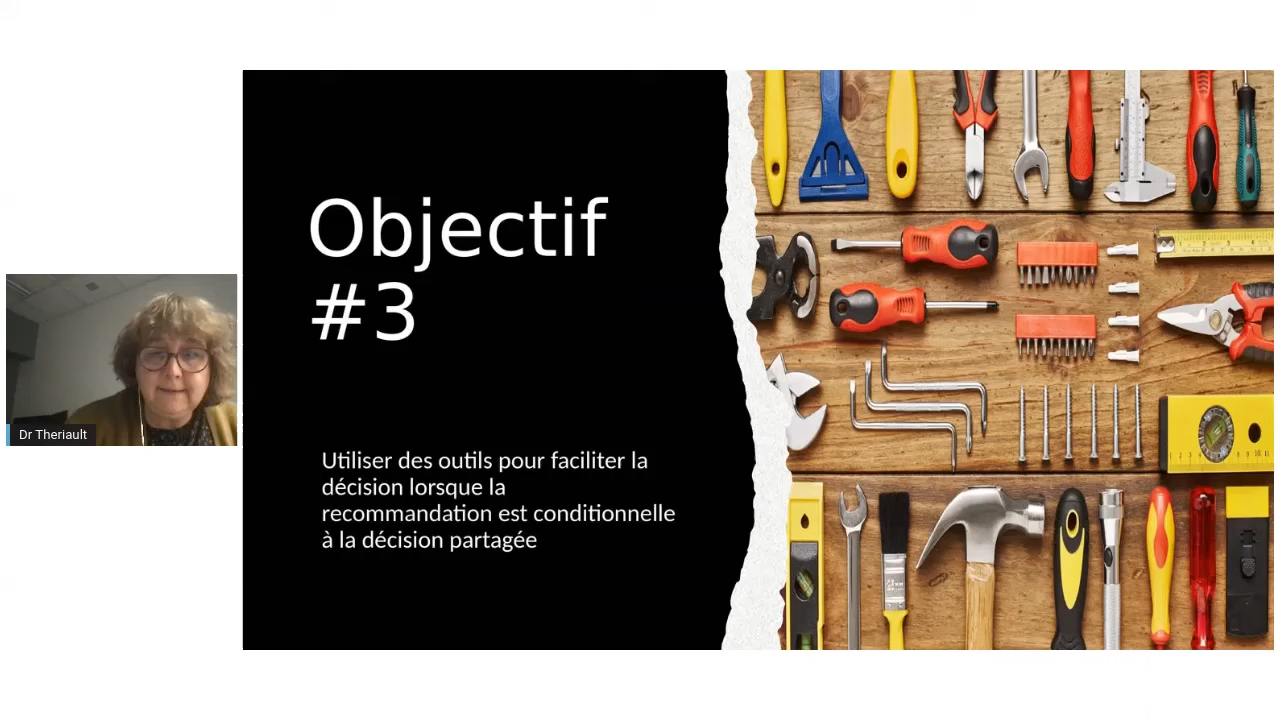 Objectif
#3
Utiliser des outils pour faciliter la
décision lorsque la
recommandation est conditionnelle
à la décision partagée
Dr Theriault